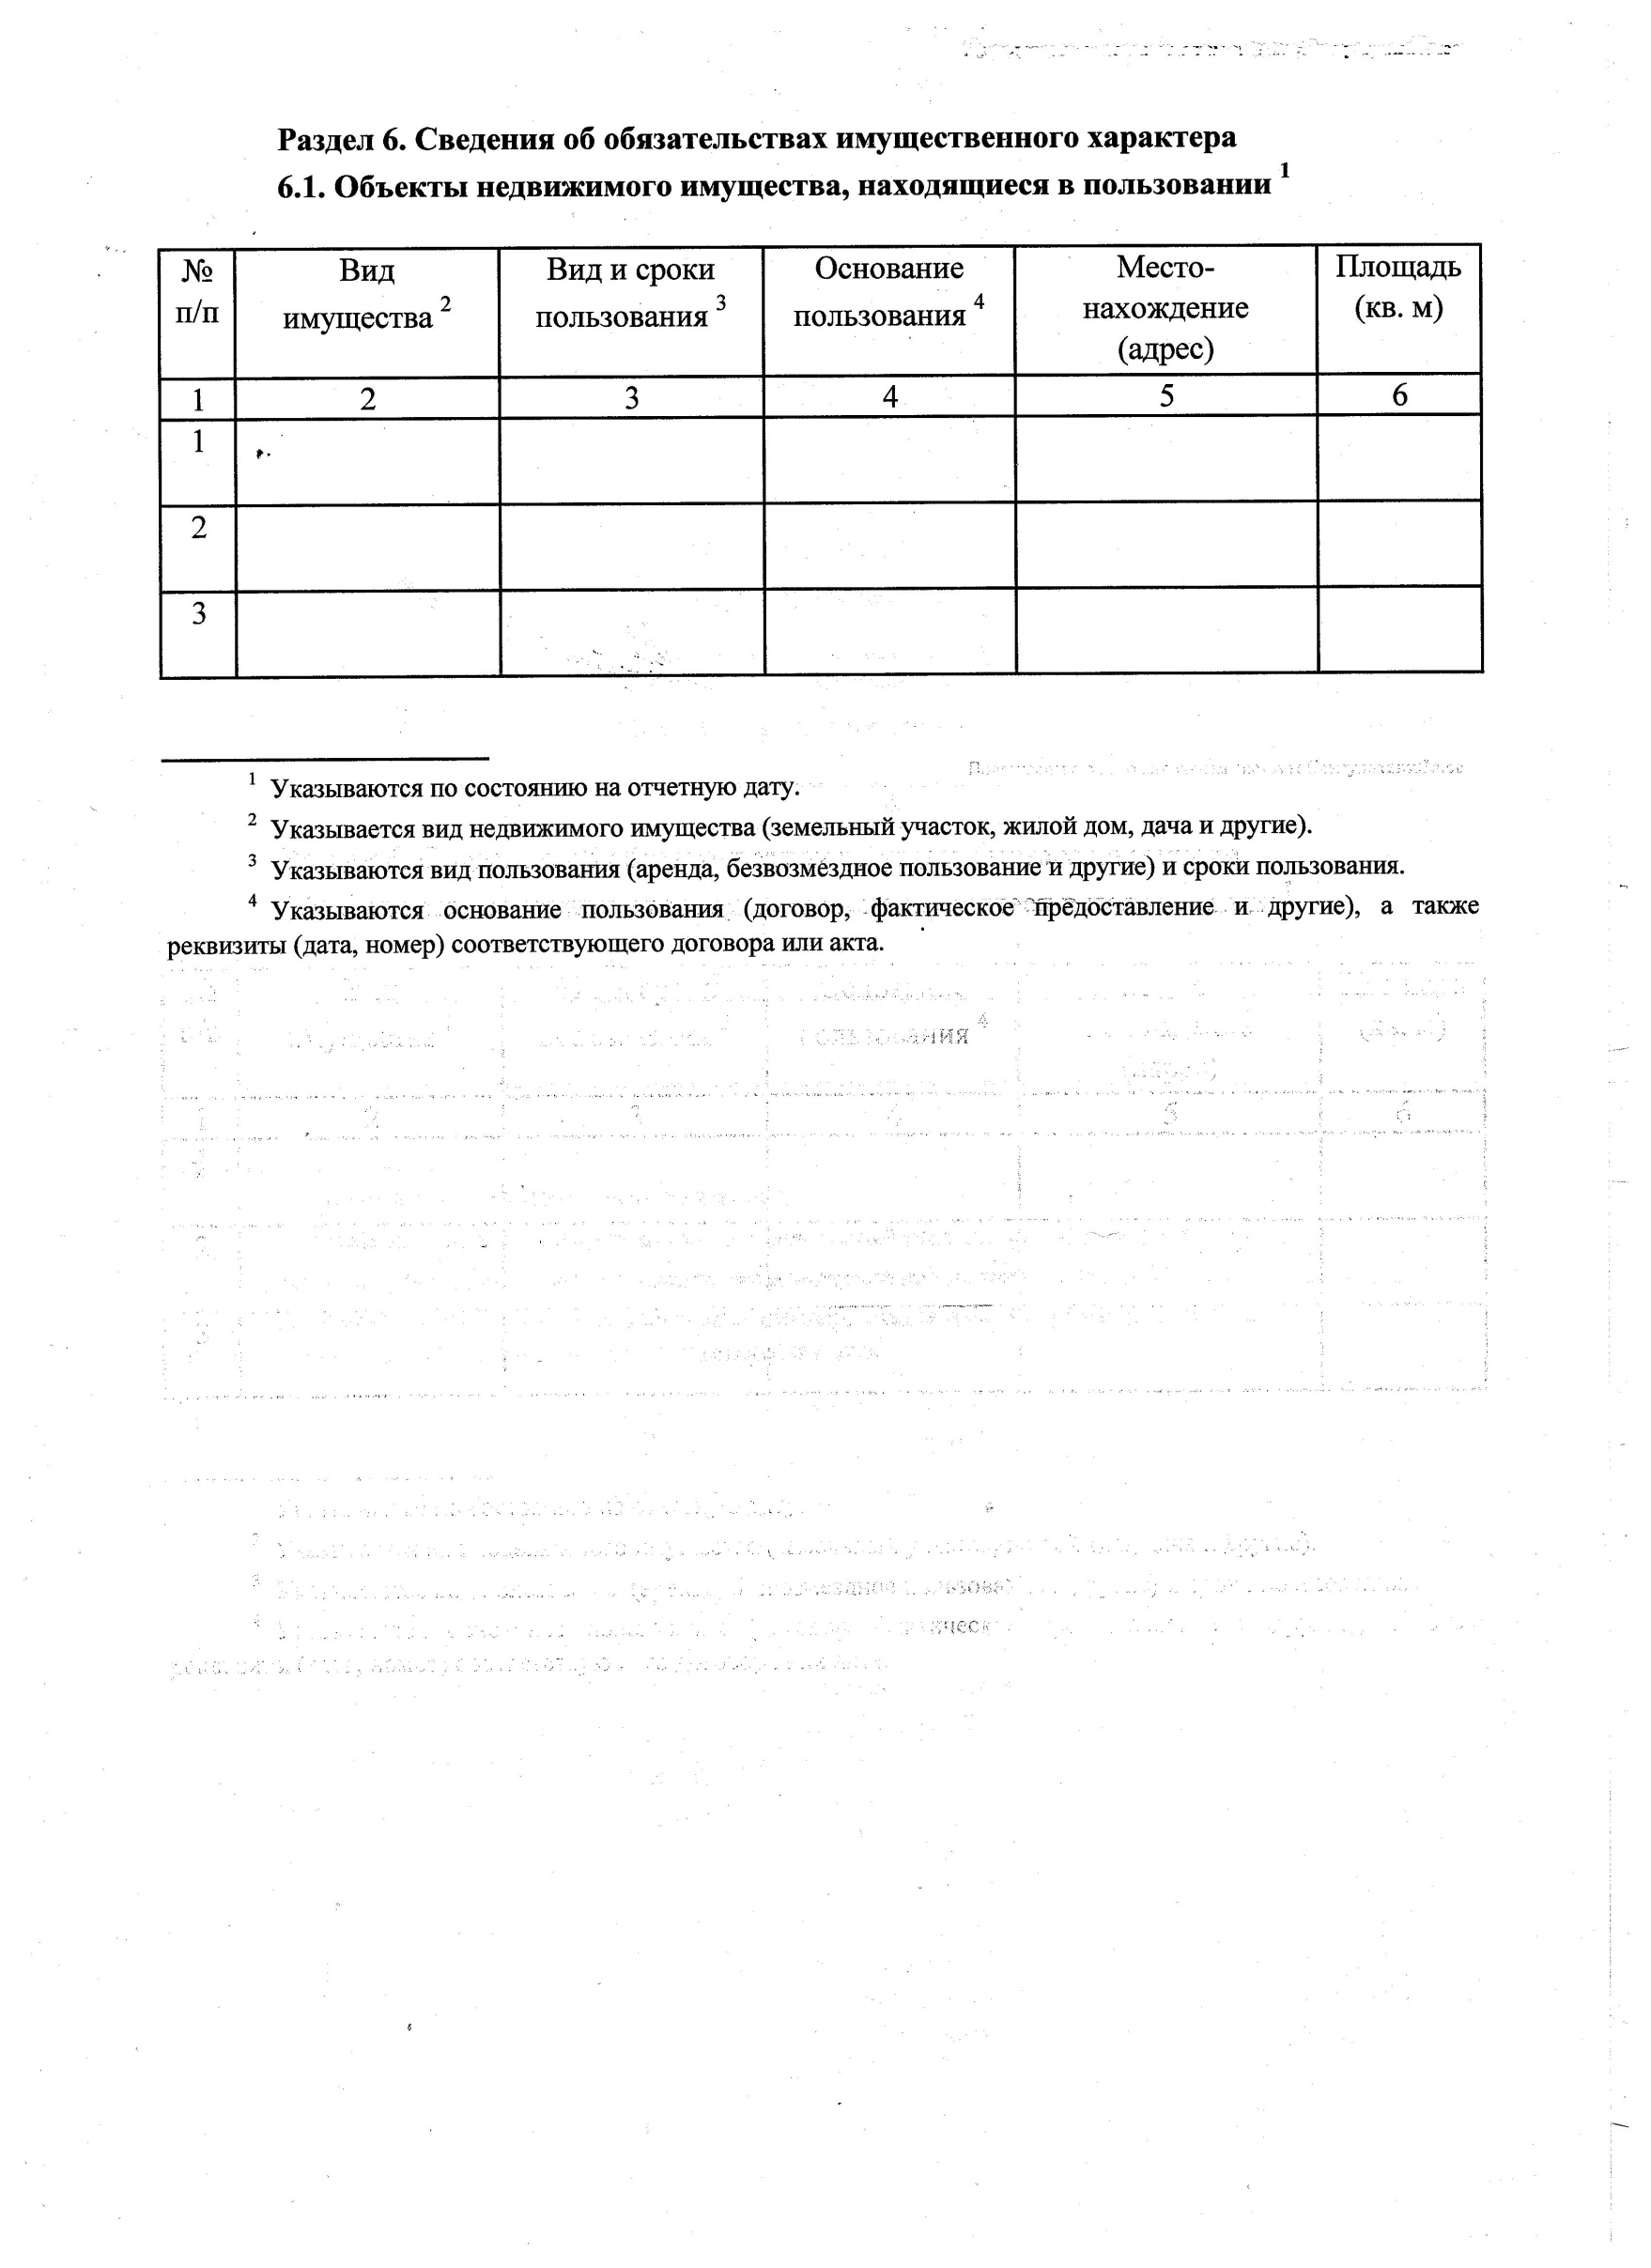 Раздел 6. Сведения об обязательствах имущественного характера
6.1. Объекты недвижимого имущества, находящиеся в пользовании 1
№ п/п
Вид имущества 2
Вид и сроки пользования 3
Основание пользования 4
Место-нахождение (адрес)
Площадь (кв. м)
1 2 3 4 5 6
1
2
3
1 Указываются по состоянию на отчетную дату.
2 Указывается вид недвижимого имущества (земельный участок, жилой дом, дача и другие).
3 Указываются вид пользования (аренда, безвозмездное пользование и другие) и сроки пользования.
4 Указываются основание пользования (договор, фактическое предоставление и другие), а также
реквизиты (дата, номер) соответствующего договора или акта.